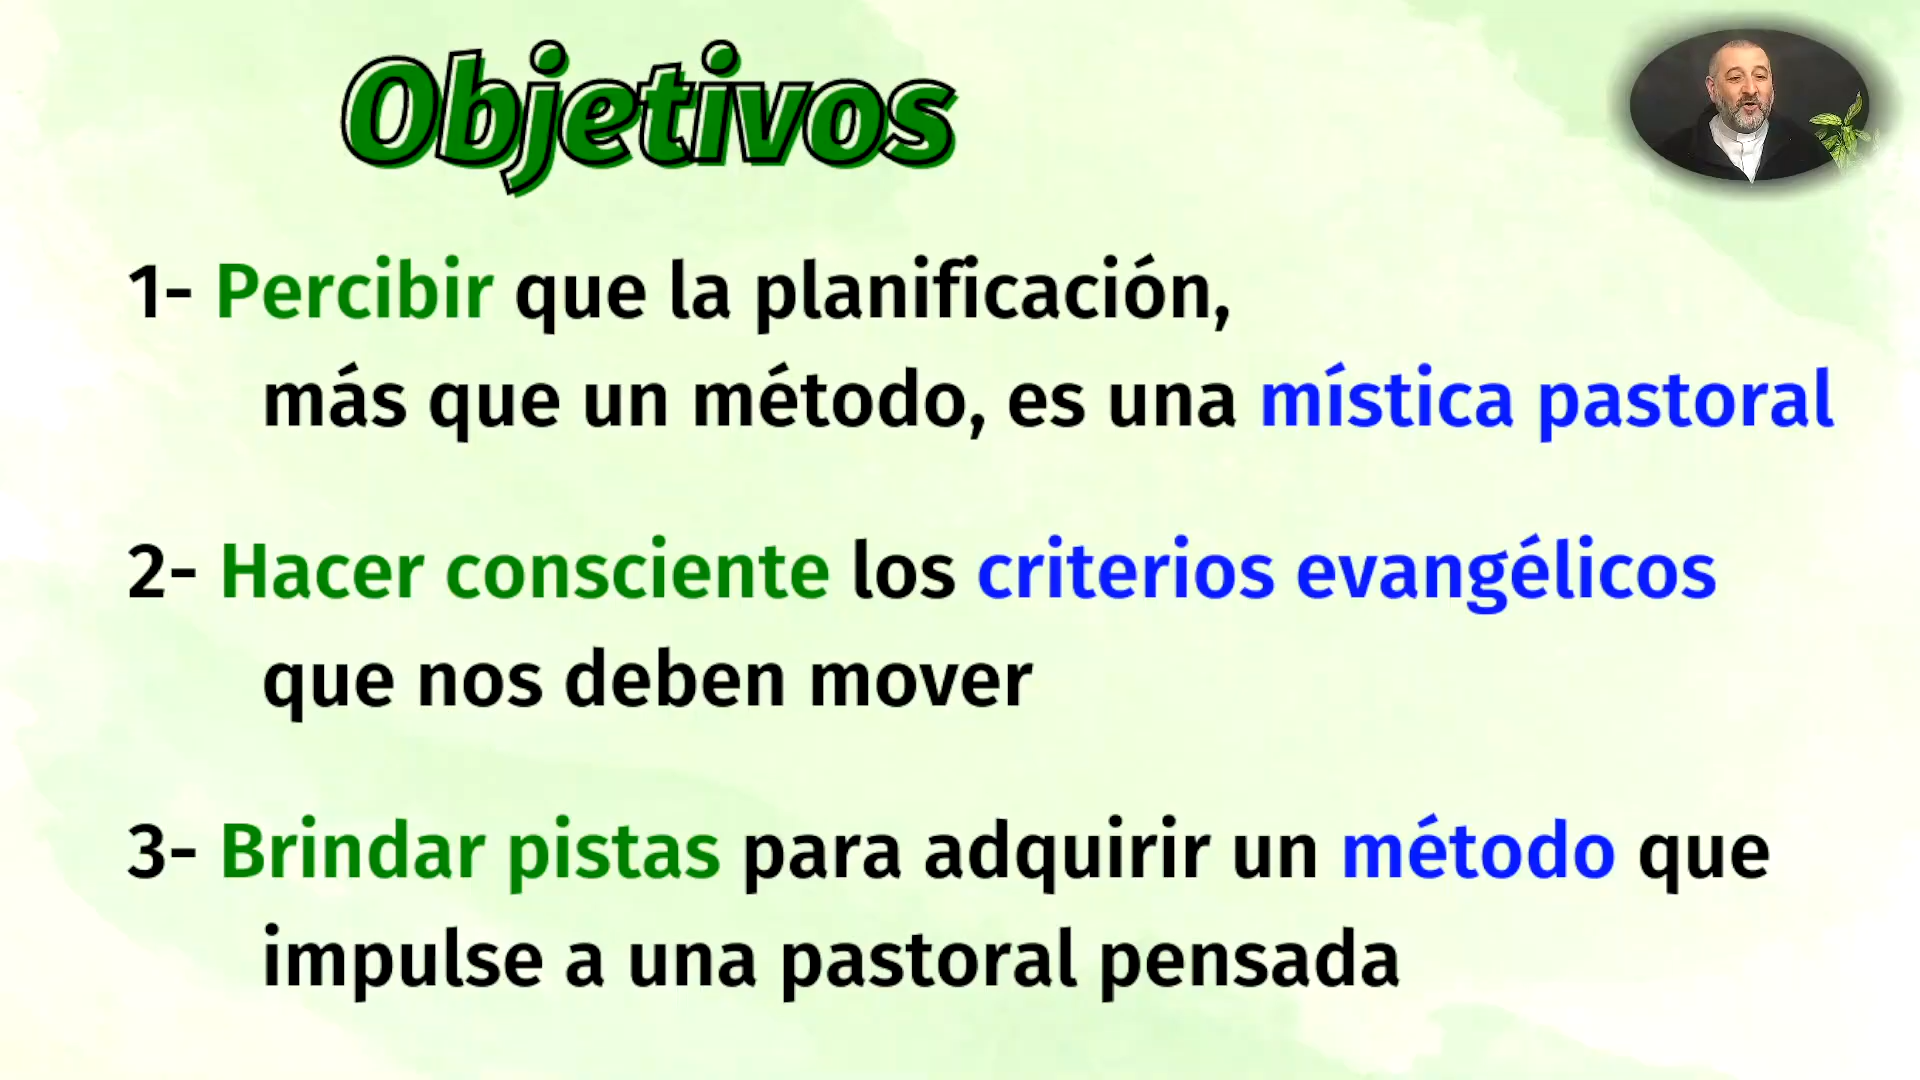 Objetivos
1- Percibir que la planificación,
más que un método, es una mística pastoral
2- Hacer consciente los criterios evangélicos
que nos deben mover
3- Brindar pistas para adquirir un método que
impulse a una pastoral pensada